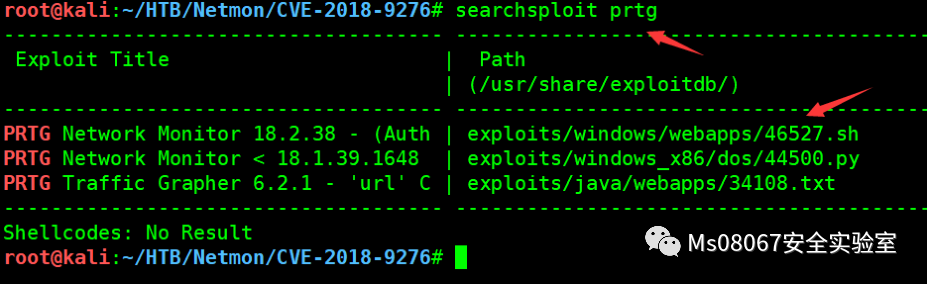 root@kali:~/HTB/Netmon/CVE-2018-9276# searchsploit prtg
---------------------------------------- ----------------------------------------
Exploit Title | Path
| (/usr/share/exploitdb/)
---------------------------------------- ----------------------------------------
PRTG Network Monitor 18.2.38 - (Auth | exploits/windows/webapps/46527.sh
PRTG Network Monitor < 18.1.39.1648 | exploits/windows_x86/dos/44500.py
PRTG Traffic Grapher 6.2.1 - 'url' C | exploits/java/webapps/34108.txt
---------------------------------------- ----------------------------------------
Shellcodes: No Result
root@kali:~/HTB/Netmon/CVE-2018-9276#
Ms08067安全实验室